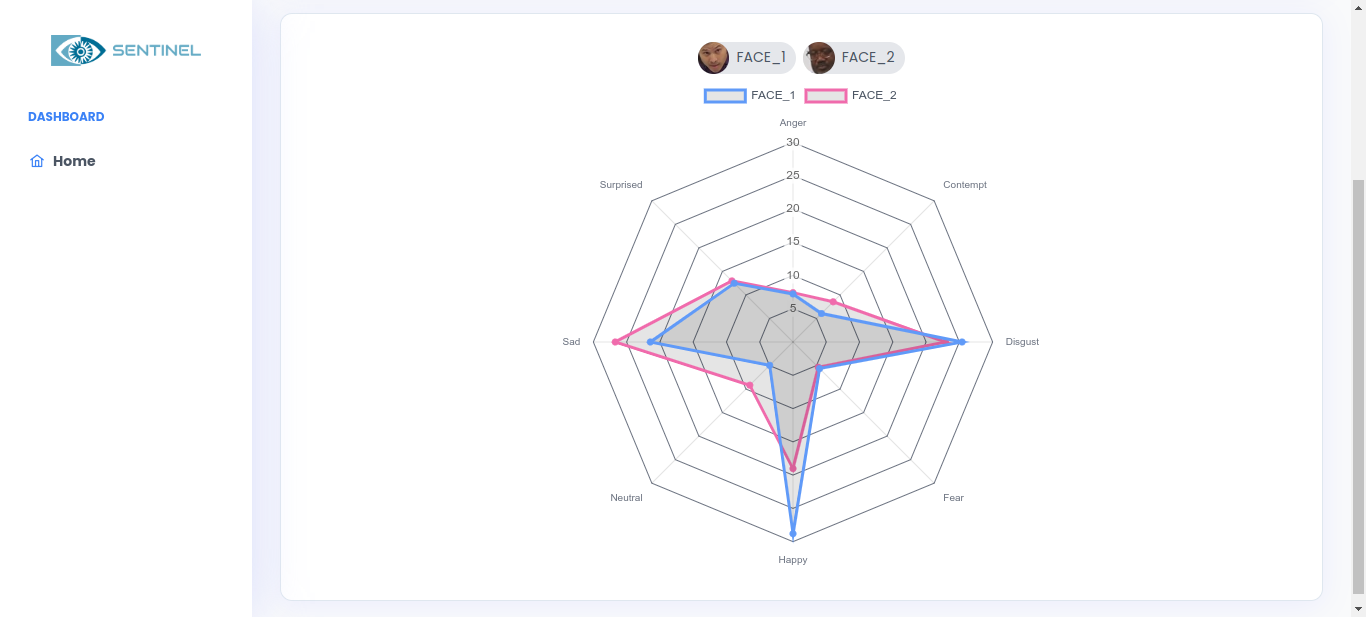 SENTINEL
DASHBOARD
Home
FACE_1 FACE_2
FACE_1 FACE_2
Anger
30
Surprised
Contempt
25
20
15
10
5
Sad
Disgust
Neutral
Fear
Happy